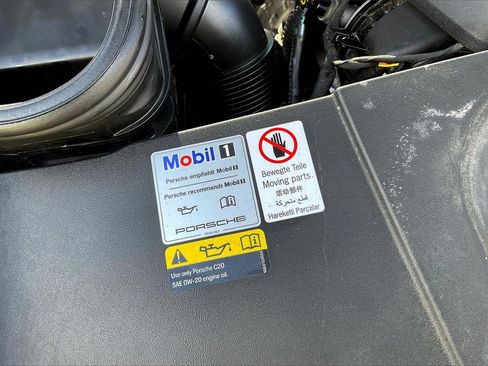 Mobil 1
Porsche empfiehlt Mobil 1
Porsche recommends Mobil 1
PORSCHE
Bewegte Teile
Moving parts
活动部件
قطع متحركة
Hareketli Parçalar
Use only Porsche C20
SAE 0W-20 engine oil.